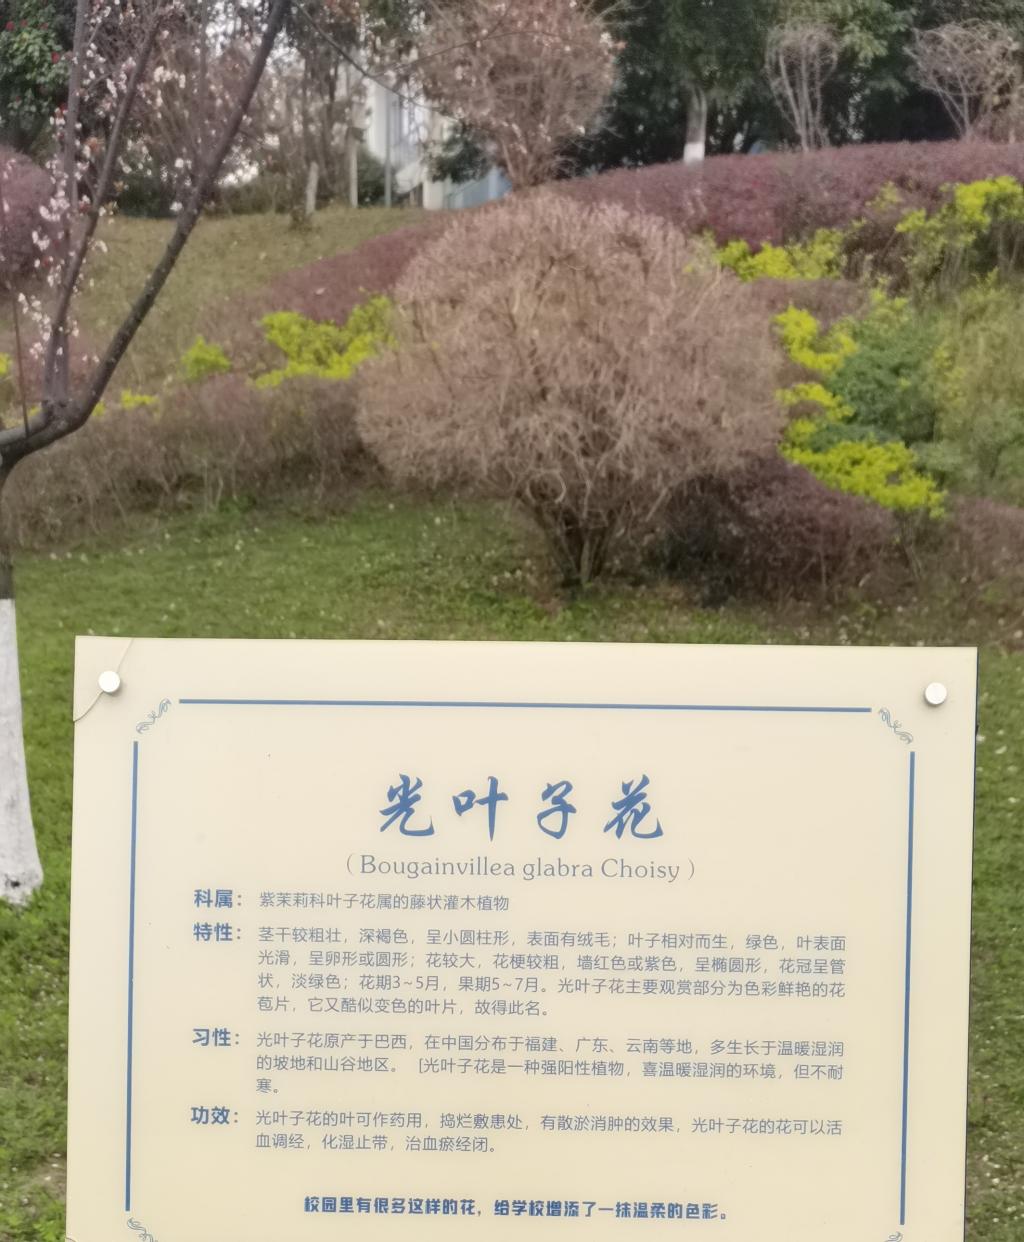 光叶子花
（Bougainvillea glabra Choisy）
科属： 紫茉莉科叶子花属的藤状灌木植物
特性： 茎干较粗壮，深褐色，呈小圆柱形，表面有绒毛；叶子相对而生，绿色，叶表面
光滑，呈卵形或圆形；花较大，花梗较粗，墙红色或紫色，呈椭圆形，花冠呈管
状，淡绿色；花期3~5月，果期5~7月。光叶子花主要观赏部分为色彩鲜艳的花
苞片，它又酷似变色的叶片，故得此名。
习性： 光叶子花原产于巴西，在中国分布于福建、广东、云南等地，多生长于温暖湿润
的坡地和山谷地区。 [光叶子花是一种强阳性植物，喜温暖湿润的环境，但不耐
寒。
功效： 光叶子花的叶可作药用，捣烂敷患处，有散淤消肿的效果，光叶子花的花可以活
血调经，化湿止带，治血瘀经闭。
校园里有很多这样的花，给学校增添了一抹温柔的色彩。